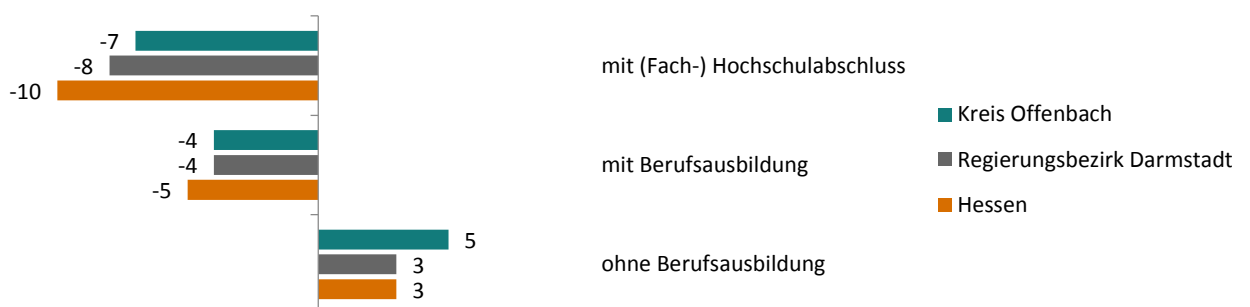 -7
-8
-10
mit (Fach-) Hochschulabschluss
-4
-4
-5
mit Berufsausbildung
5
3
3
ohne Berufsausbildung
Kreis Offenbach
Regierungsbezirk Darmstadt
Hessen